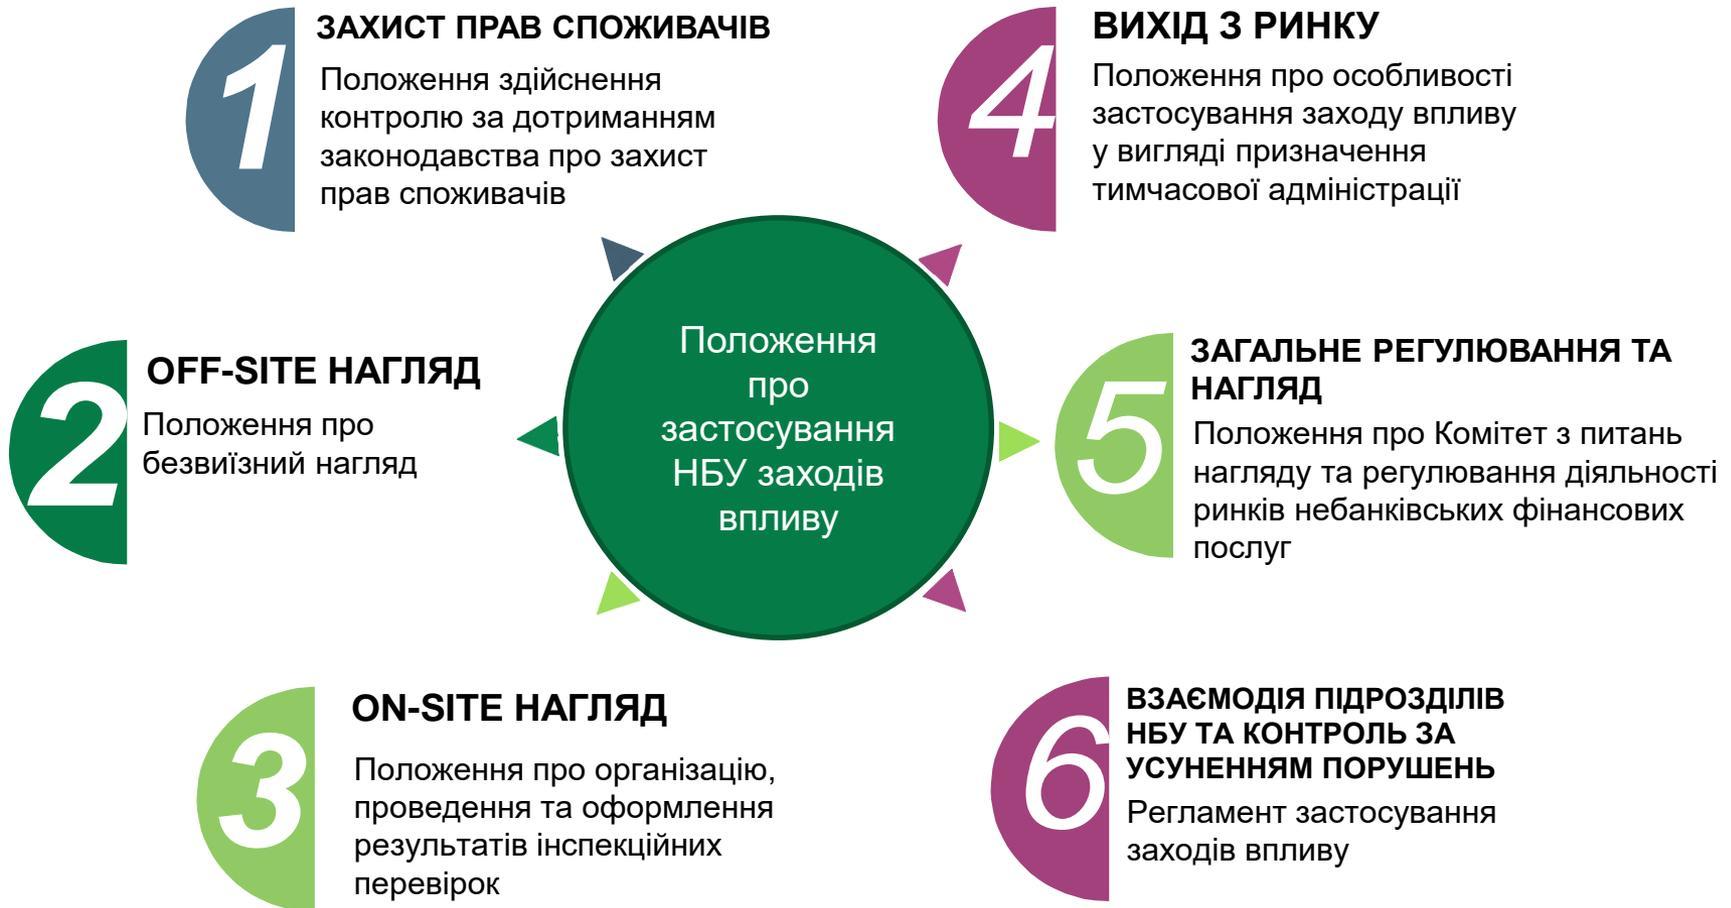 1
ЗАХИСТ ПРАВ СПОЖИВАЧІВ
Положення здійснення
контролю за дотриманням
законодавства про захист
прав споживачів
2
OFF-SITE НАГЛЯД
Положення про
безвиїзний нагляд
3
ON-SITE НАГЛЯД
Положення про організацію,
проведення та оформлення
результатів інспекційних
перевірок
Положення
про
застосування
НБУ заходів
впливу
4
ВИХІД З РИНКУ
Положення про особливості
застосування заходу впливу
у вигляді призначення
тимчасової адміністрації
5
ЗАГАЛЬНЕ РЕГУЛЮВАННЯ ТА
НАГЛЯД
Положення про Комітет з питань
нагляду та регулювання діяльності
ринків небанківських фінансових
послуг
6
ВЗАЄМОДІЯ ПІДРОЗДІЛІВ
НБУ ТА КОНТРОЛЬ ЗА
УСУНЕННЯМ ПОРУШЕНЬ
Регламент застосування
заходів впливу